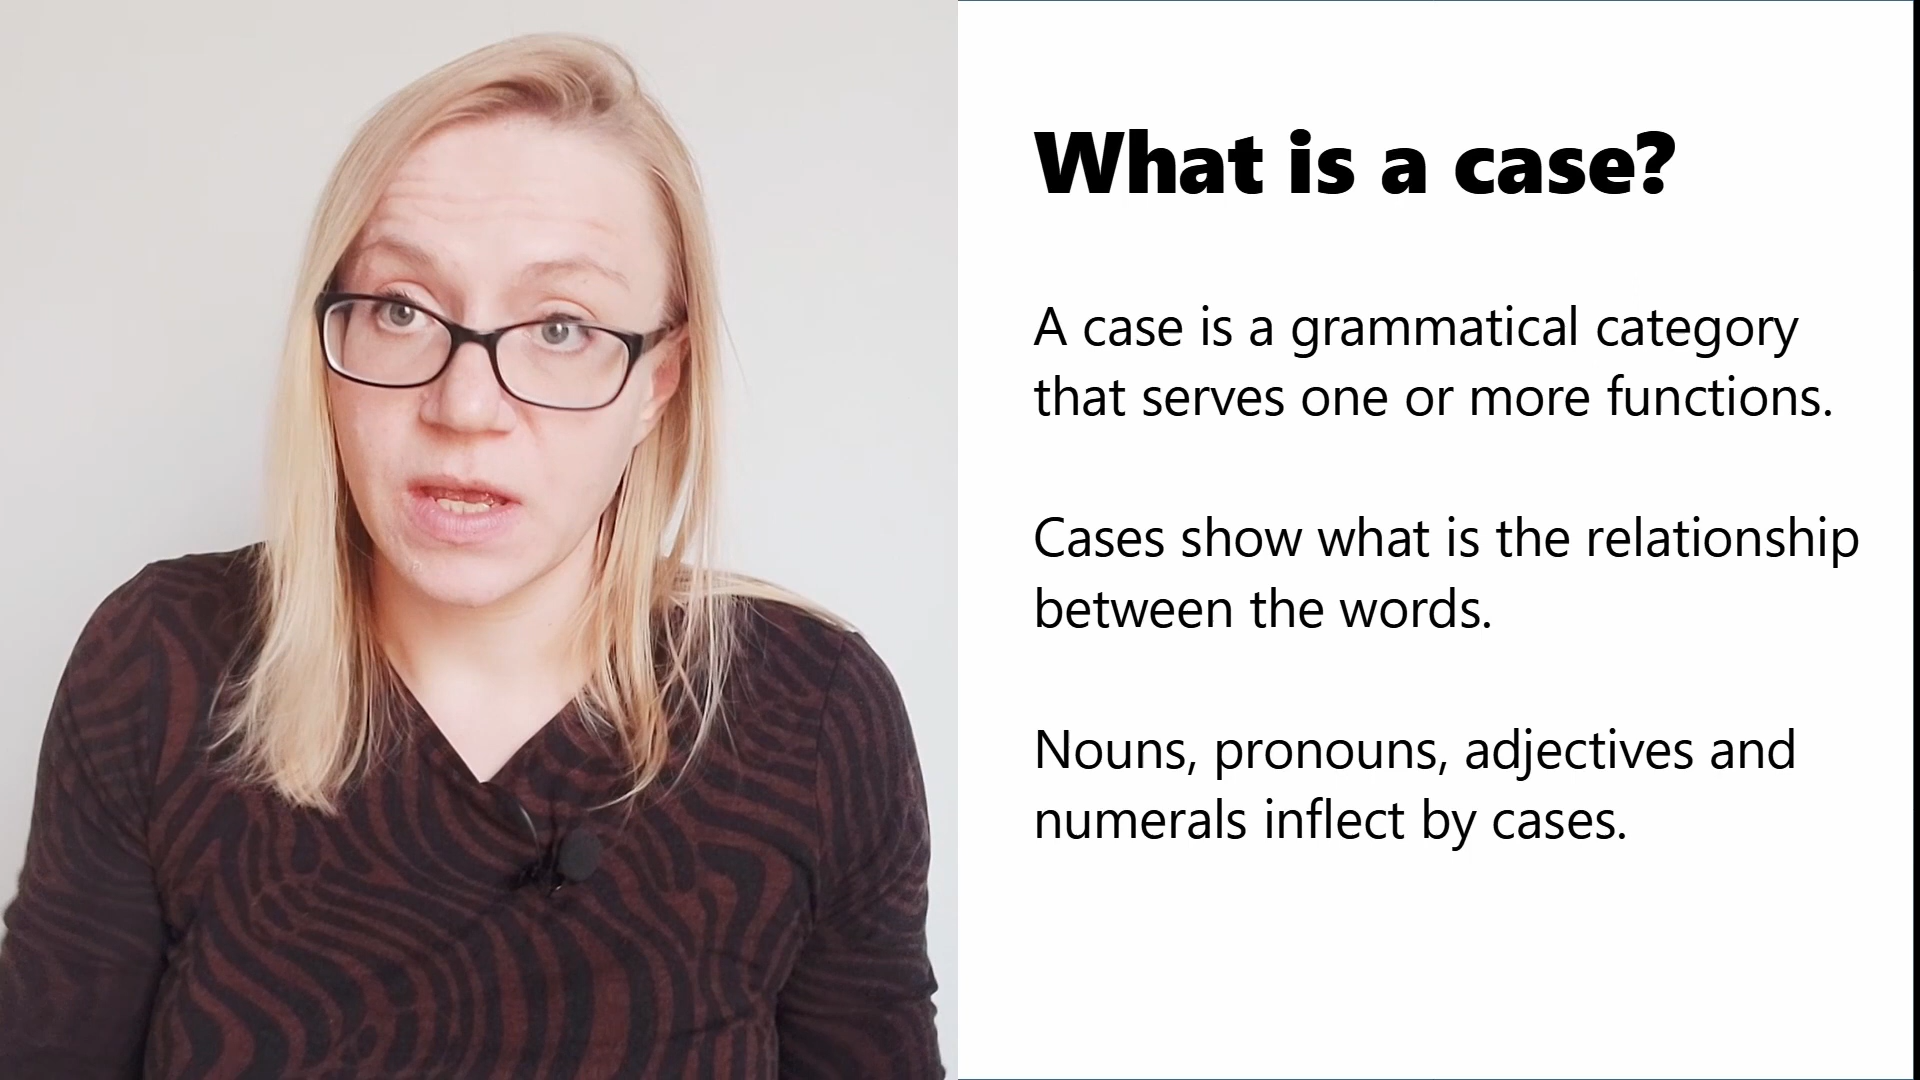 What is a case?
A case is a grammatical category
that serves one or more functions.
Cases show what is the relationship
between the words.
Nouns, pronouns, adjectives and
numerals inflect by cases.